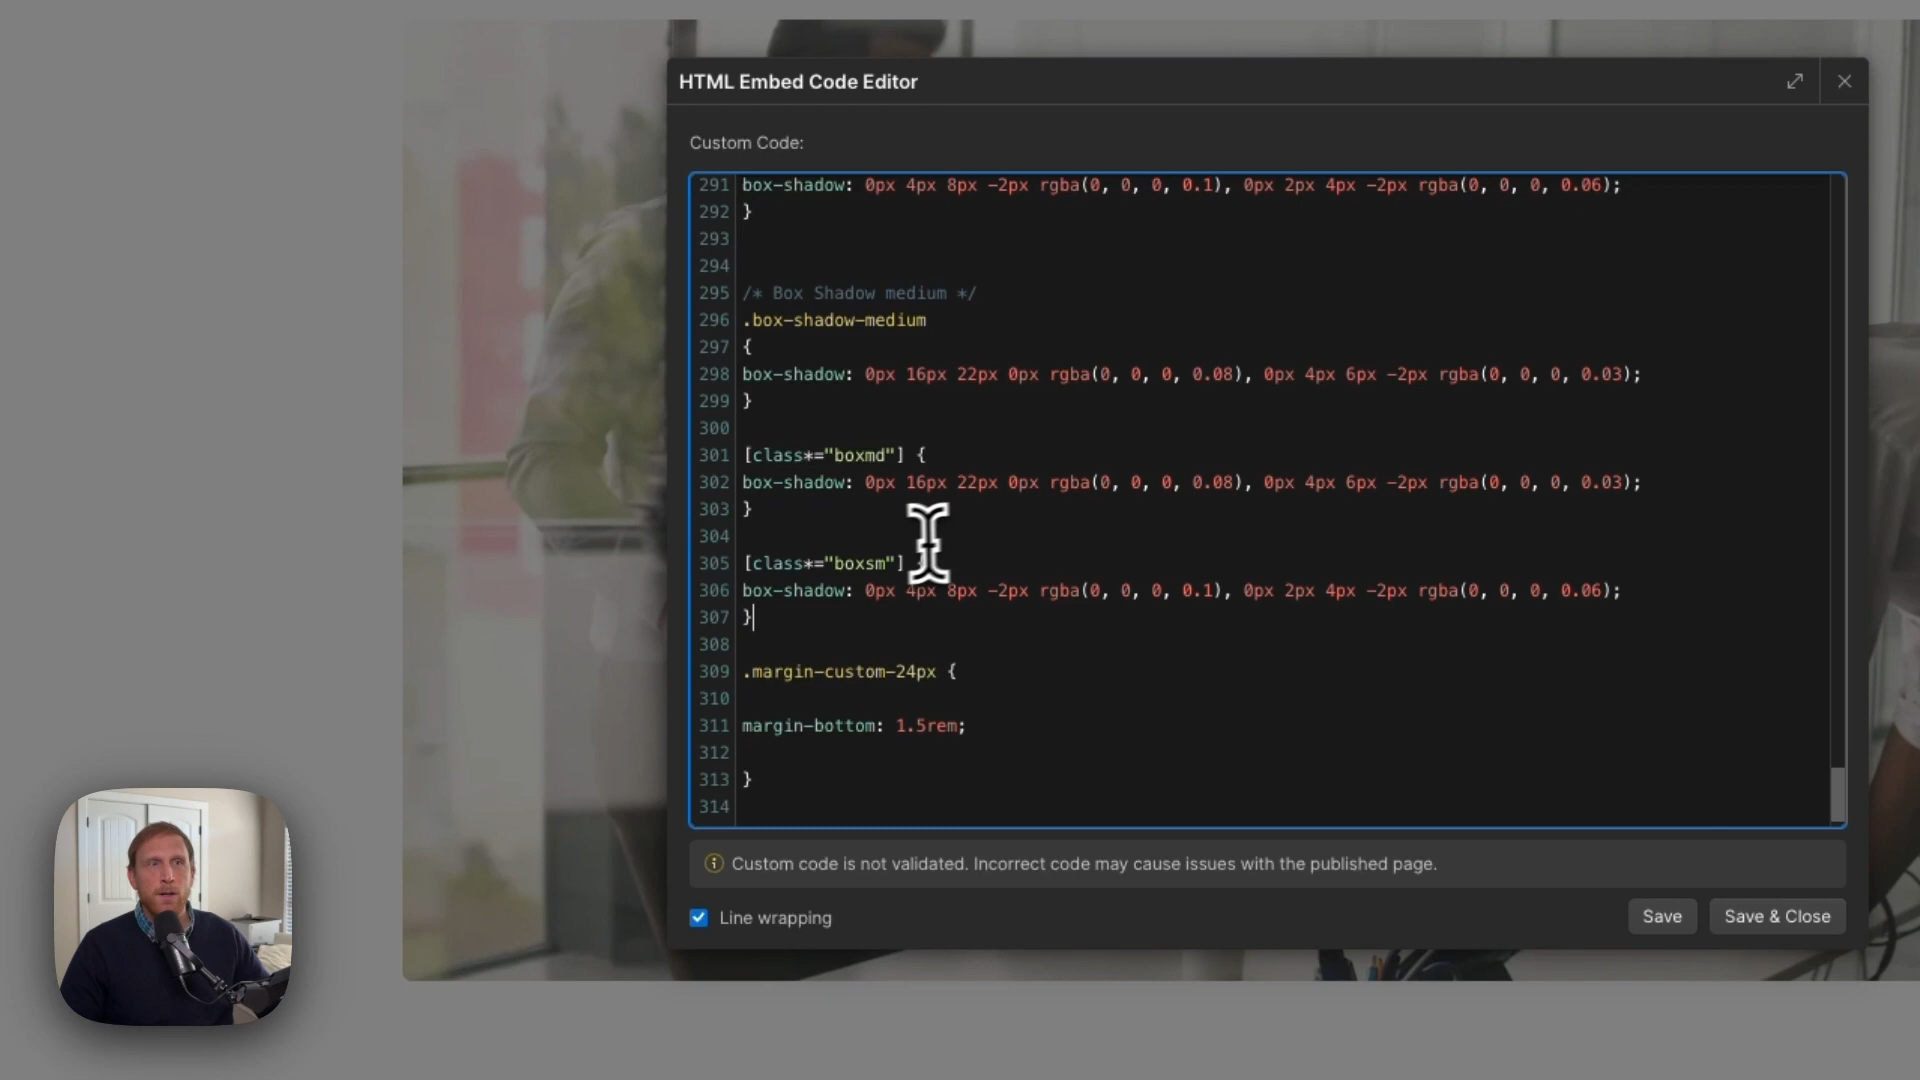 HTML Embed Code Editor
Custom Code:
291 box-shadow: 0px 4px 8px -2px rgba(0, 0, 0, 0.1), 0px 2px 4px -2px rgba(0, 0, 0, 0.06);
292 }
293
294
295 /* Box Shadow medium */
296 .box-shadow-medium
297 {
298 box-shadow: 0px 16px 22px 0px rgba(0, 0, 0, 0.08), 0px 4px 6px -2px rgba(0, 0, 0, 0.03);
299 }
300
301 [class*="boxmd"] {
302 box-shadow: 0px 16px 22px 0px rgba(0, 0, 0, 0.08), 0px 4px 6px -2px rgba(0, 0, 0, 0.03);
303 }
304
305 [class*="boxsm"]
306 box-shadow: 0px 4px 8px -2px rgba(0, 0, 0, 0.1), 0px 2px 4px -2px rgba(0, 0, 0, 0.06);
307 }
308
309 .margin-custom-24px {
310
311 margin-bottom: 1.5rem;
312
313 }
314
Custom code is not validated. Incorrect code may cause issues with the published page.
Line wrapping
Save
Save & Close